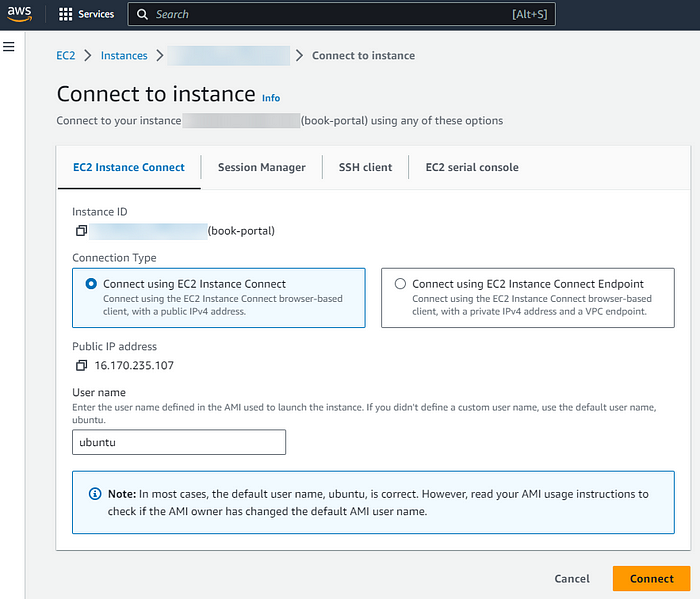 aws Services Search [Alt+S]
EC2 Instances Connect to instance
Connect to instance Info
Connect to your instance (book-portal) using any of these options
EC2 Instance Connect Session Manager SSH client EC2 serial console
Instance ID
(book-portal)
Connection Type
Connect using EC2 Instance Connect
Connect using the EC2 Instance Connect browser-based
client, with a public IPv4 address.
Connect using EC2 Instance Connect Endpoint
Connect using the EC2 Instance Connect browser-based
client, with a private IPv4 address and a VPC endpoint.
Public IP address
16.170.235.107
User name
Enter the user name defined in the AMI used to launch the instance. If you didn't define a custom user name, use the default user name,
ubuntu.
ubuntu
Note: In most cases, the default user name, ubuntu, is correct. However, read your AMI usage instructions to
check if the AMI owner has changed the default AMI user name.
Cancel Connect